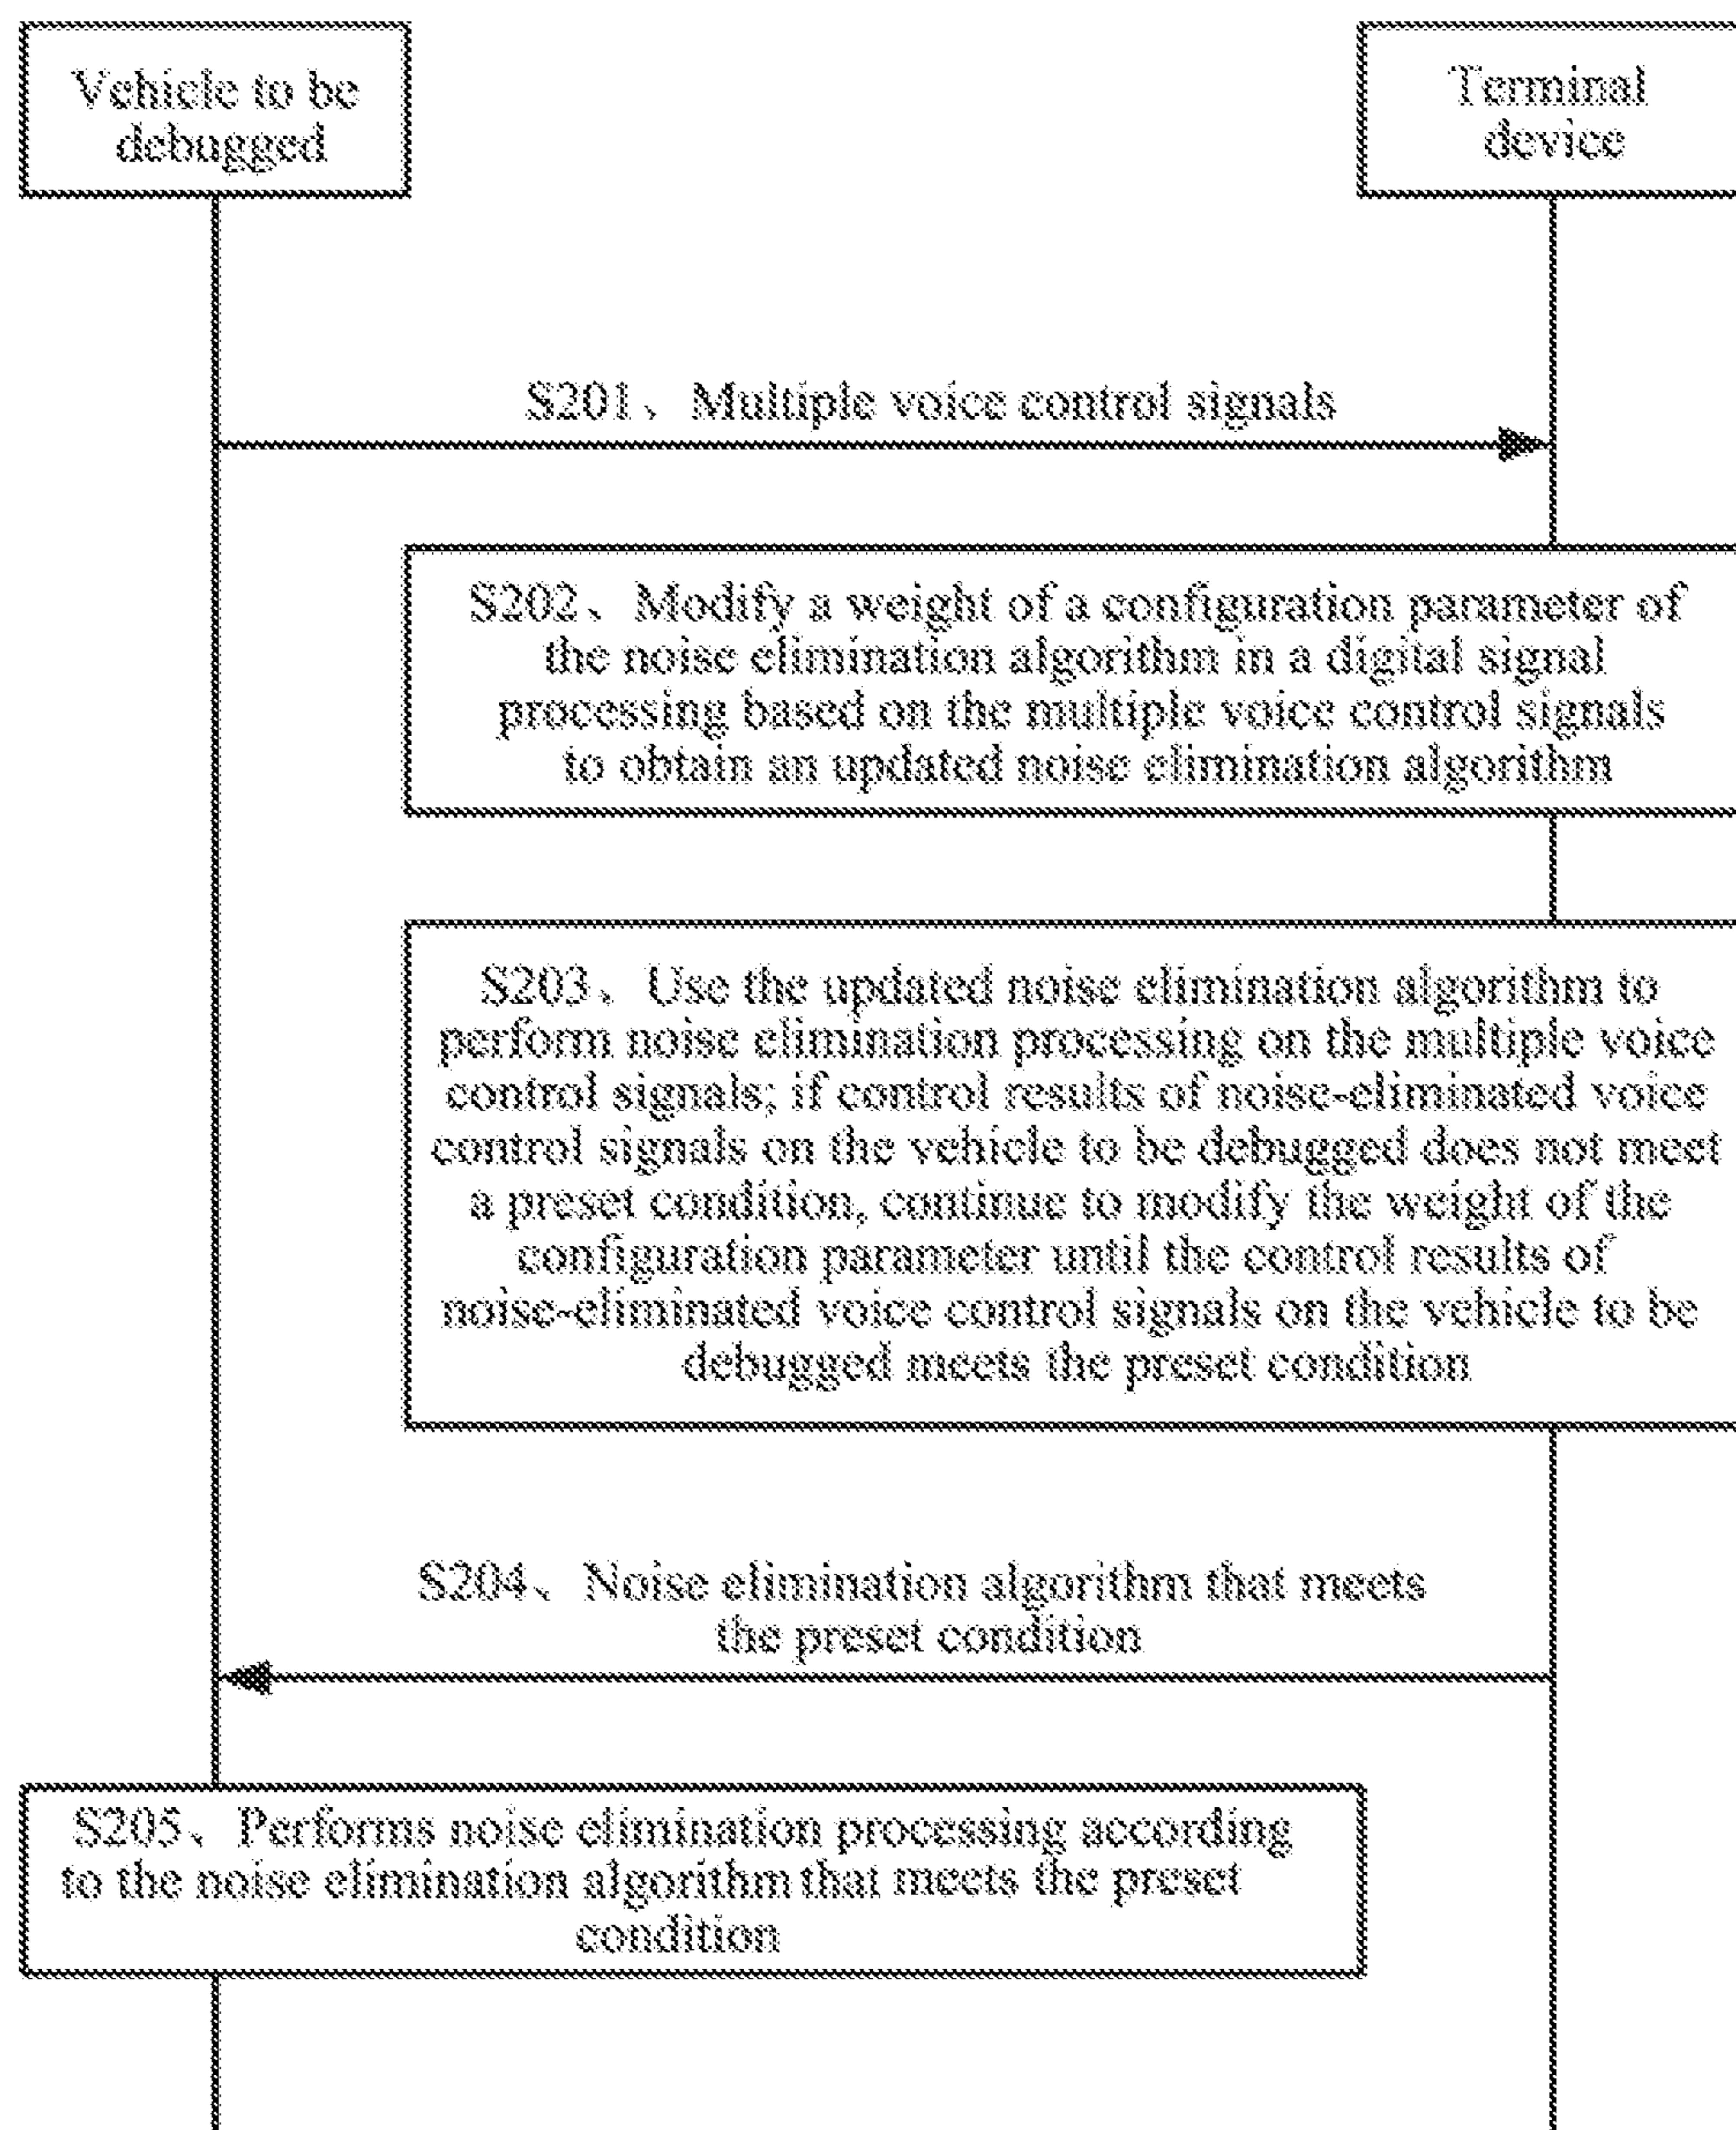 Vehicle to be
debugged
Terminal
device
S201、Multiple voice control signals
S202、Modify a weight of a configuration parameter of
the noise elimination algorithm in a digital signal
processing based on the multiple voice control signals
to obtain an updated noise elimination algorithm
S203、Use the updated noise elimination algorithm to
perform noise elimination processing on the multiple voice
control signals; if control results of noise-eliminated voice
control signals on the vehicle to be debugged does not meet
a preset condition, continue to modify the weight of the
configuration parameter until the control results of
noise-eliminated voice control signals on the vehicle to be
debugged meets the preset condition
S204、Noise elimination algorithm that meets
the preset condition
S205、Performs noise elimination processing according
to the noise elimination algorithm that meets the preset
condition